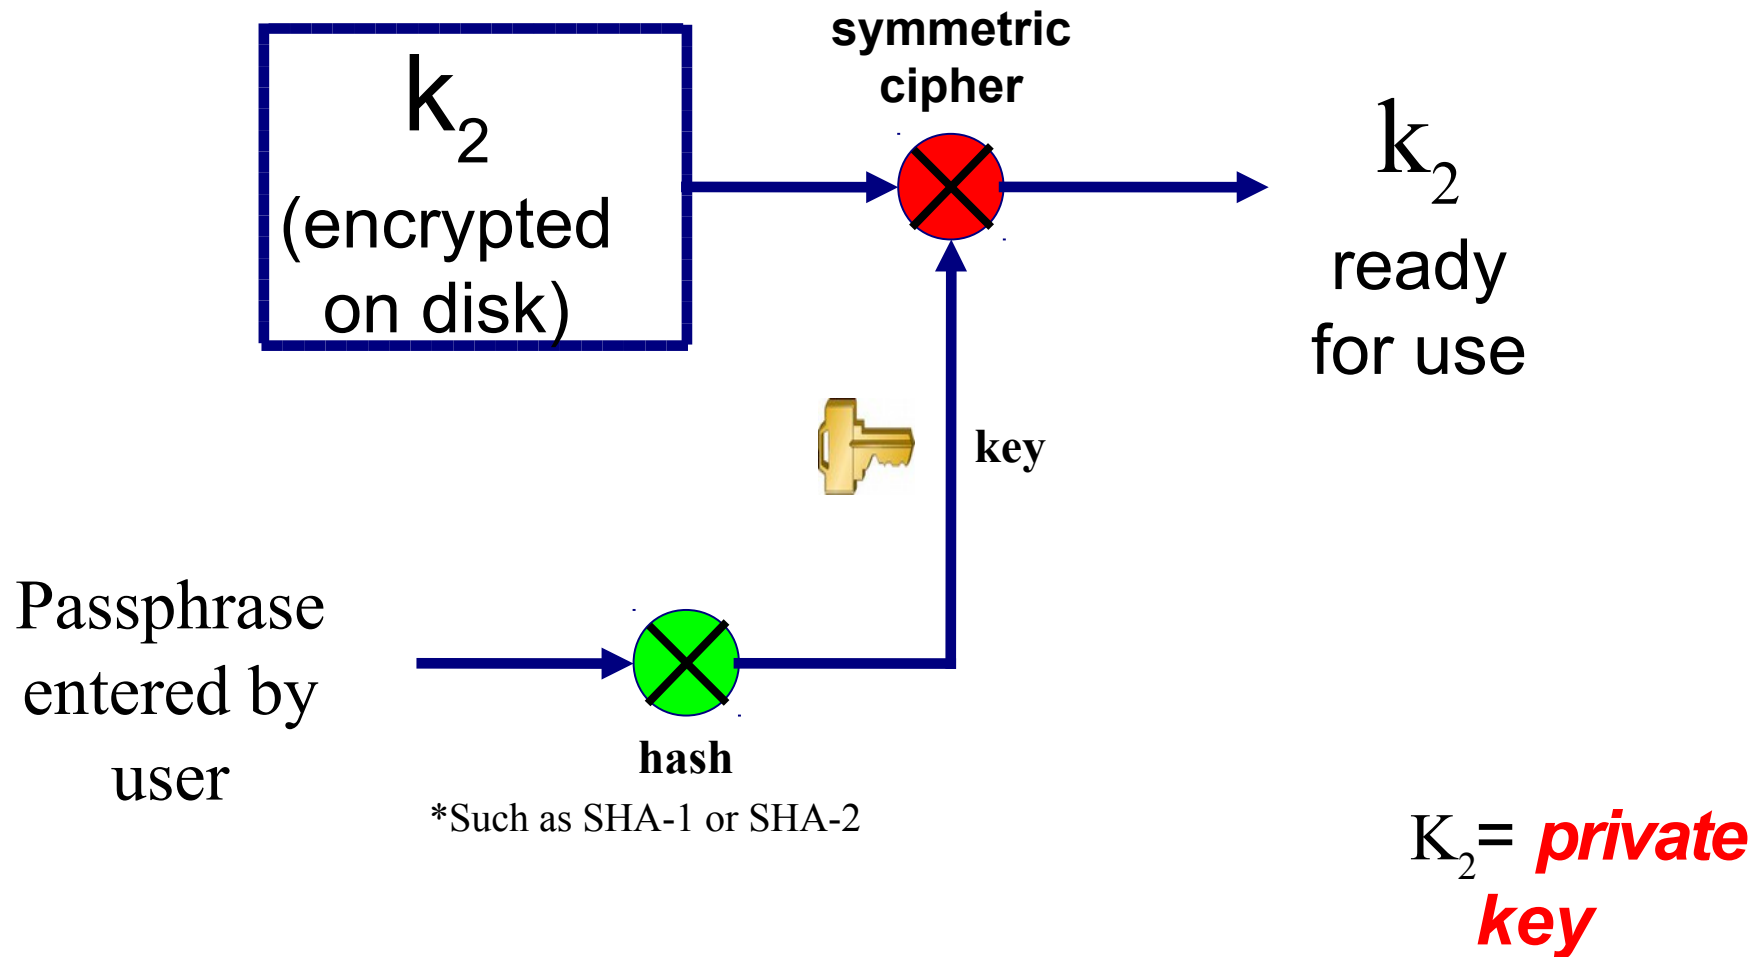 symmetric
cipher
k₂
(encrypted
on disk)
k₂
ready
for use
key
Passphrase
entered by
user
hash
*Such as SHA-1 or SHA-2
K₂= private
key